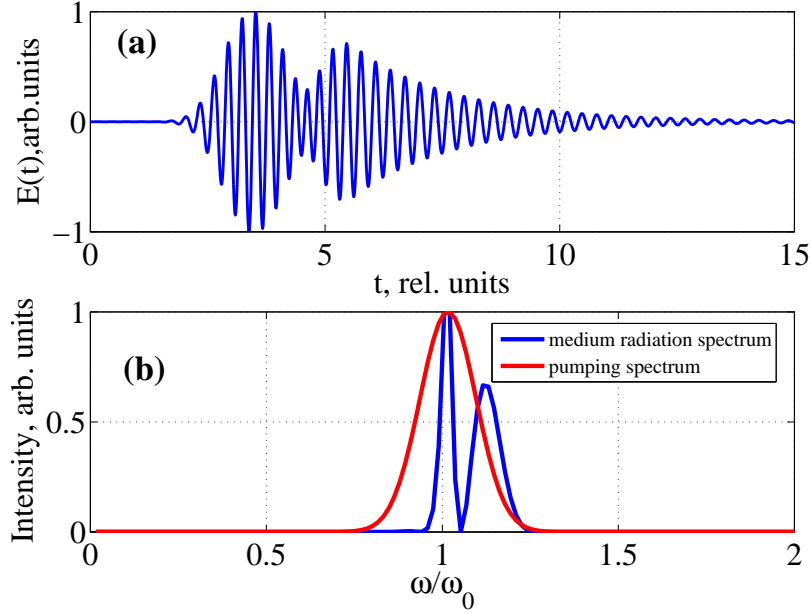 (a)
E(t),arb.units
1
0
−1
0
5
10
15
t, rel. units
(b)
Intensity, arb. units
1
0.5
0
medium radiation spectrum
pumping spectrum
0
0.5
1
1.5
2
ω/ω0